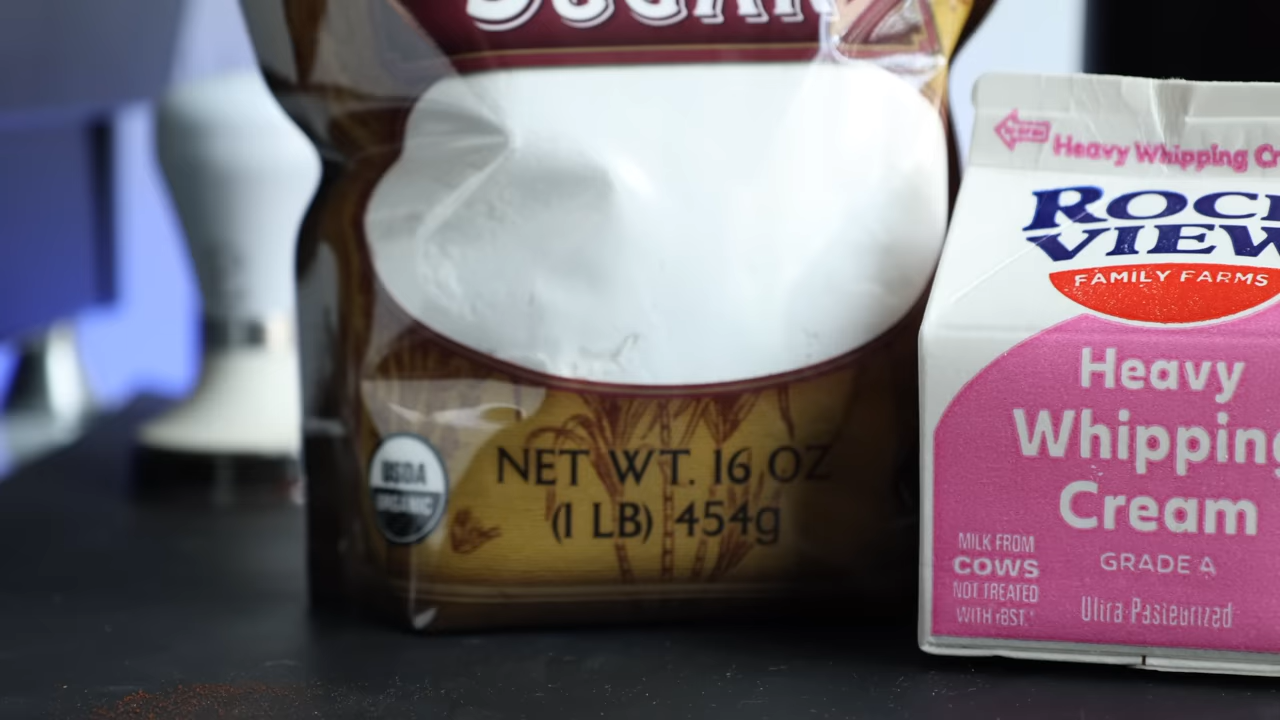 SUGAR
NET WT. 16 OZ
(1 LB) 454g
USDA
ORGANIC
Heavy Whipping Cr
ROCK
VIEW
FAMILY FARMS
Heavy
Whipping
Cream
GRADE A
Ultra-Pasteurized
MILK FROM
COWS
NOT TREATED
WITH rBST.*